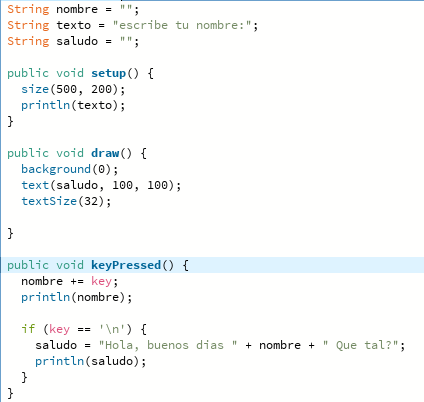 String nombre = "";
String texto = "escribe tu nombre:";
String saludo = "";
public void setup() {
size(500, 200);
println(texto);
}
public void draw() {
background(0);
text(saludo, 100, 100);
textSize(32);
}
public void keyPressed() {
nombre += key;
println(nombre);
if (key == '\n') {
saludo = "Hola, buenos dias " + nombre + " Que tal?";
println(saludo);
}
}